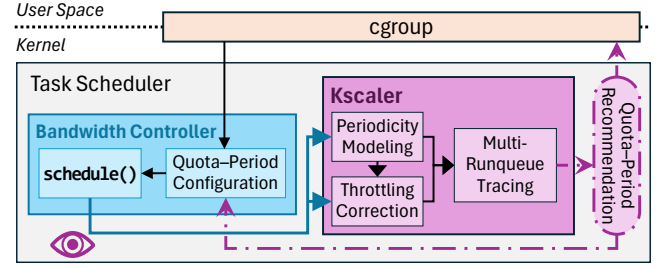 User Space
cgroup
Kernel
Task Scheduler
Kscaler
Bandwidth Controller
schedule()
Quota–Period
Configuration
Periodicity
Modeling
Throttling
Correction
Multi-
Runqueue
Tracing
Quota–Period
Recommendation